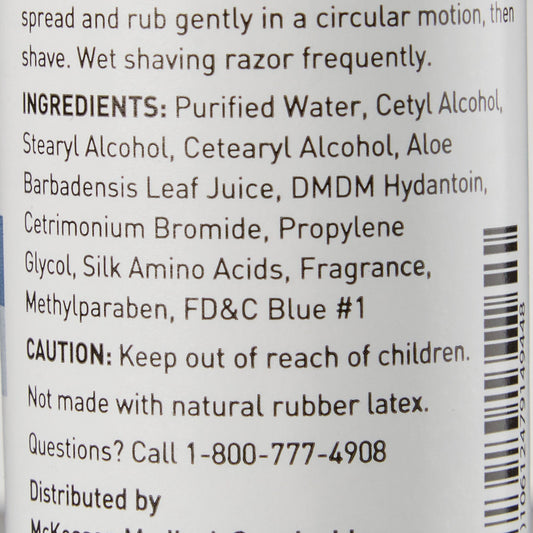 spread and rub gently in a circular motion, then
shave. Wet shaving razor frequently.
INGREDIENTS: Purified Water, Cetyl Alcohol,
Stearyl Alcohol, Cetearyl Alcohol, Aloe
Barbadensis Leaf Juice, DMDM Hydantoin,
Cetrimonium Bromide, Propylene
Glycol, Silk Amino Acids, Fragrance,
Methylparaben, FD&C Blue #1
CAUTION: Keep out of reach of children.
Not made with natural rubber latex.
Questions? Call 1-800-777-4908
Distributed by